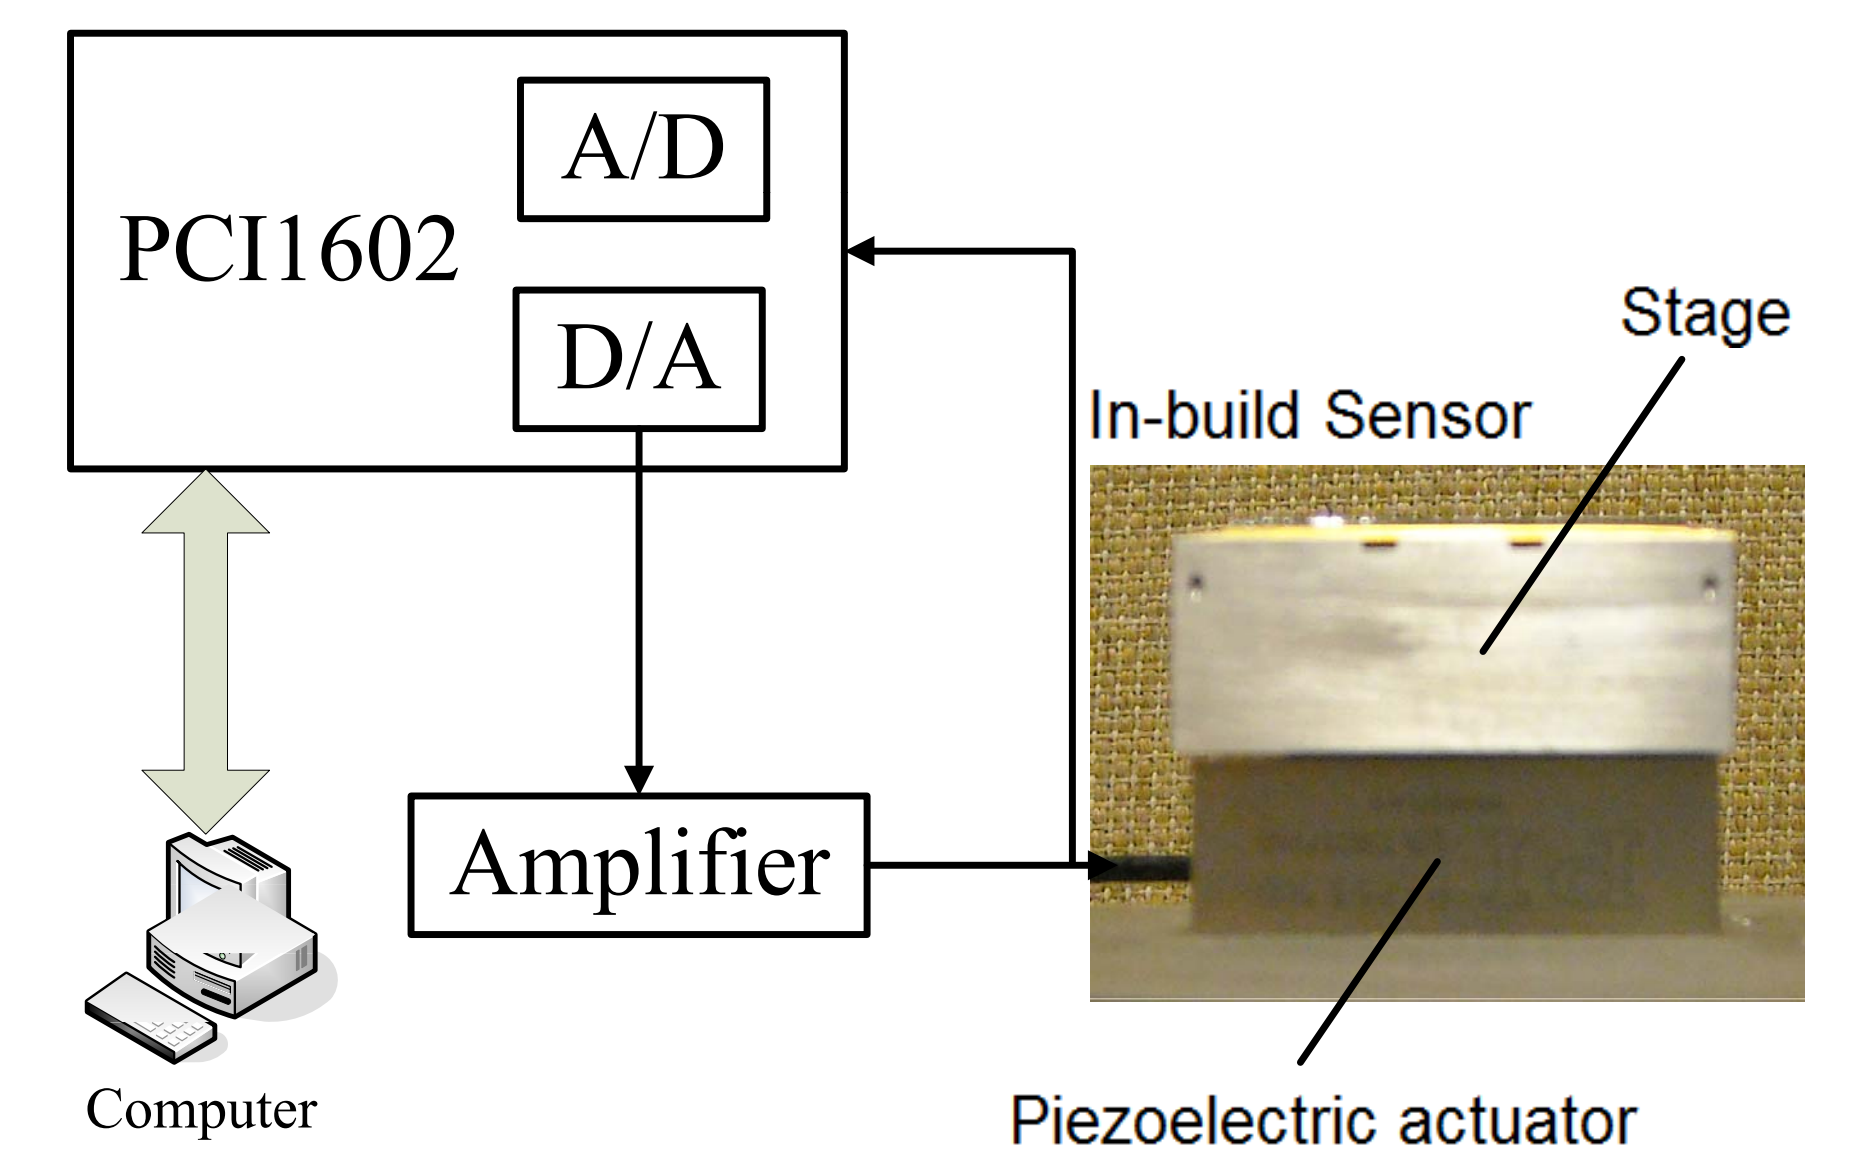 A/D
PCI1602
D/A
Stage
In-build Sensor
Amplifier
Computer
Piezoelectric actuator